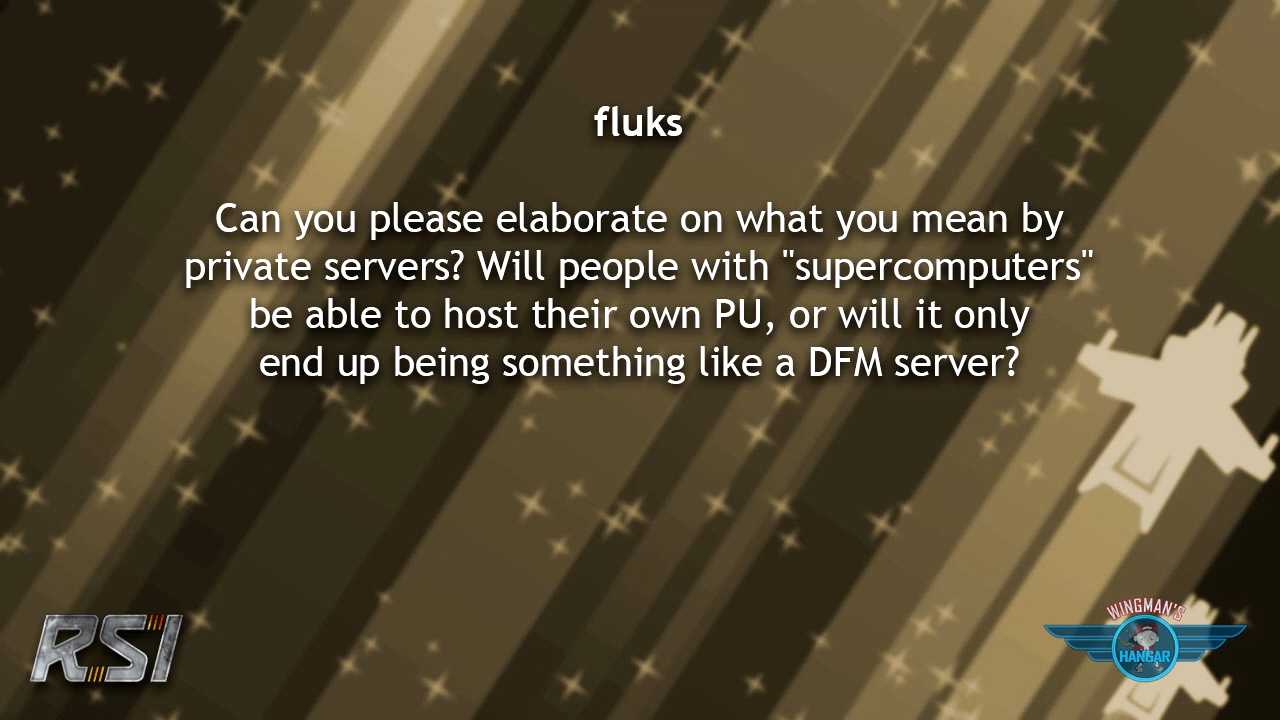 fluks
Can you please elaborate on what you mean by
private servers? Will people with "supercomputers"
be able to host their own PU, or will it only
end up being something like a DFM server?
RSI
WINGMAN'S
HANGAR